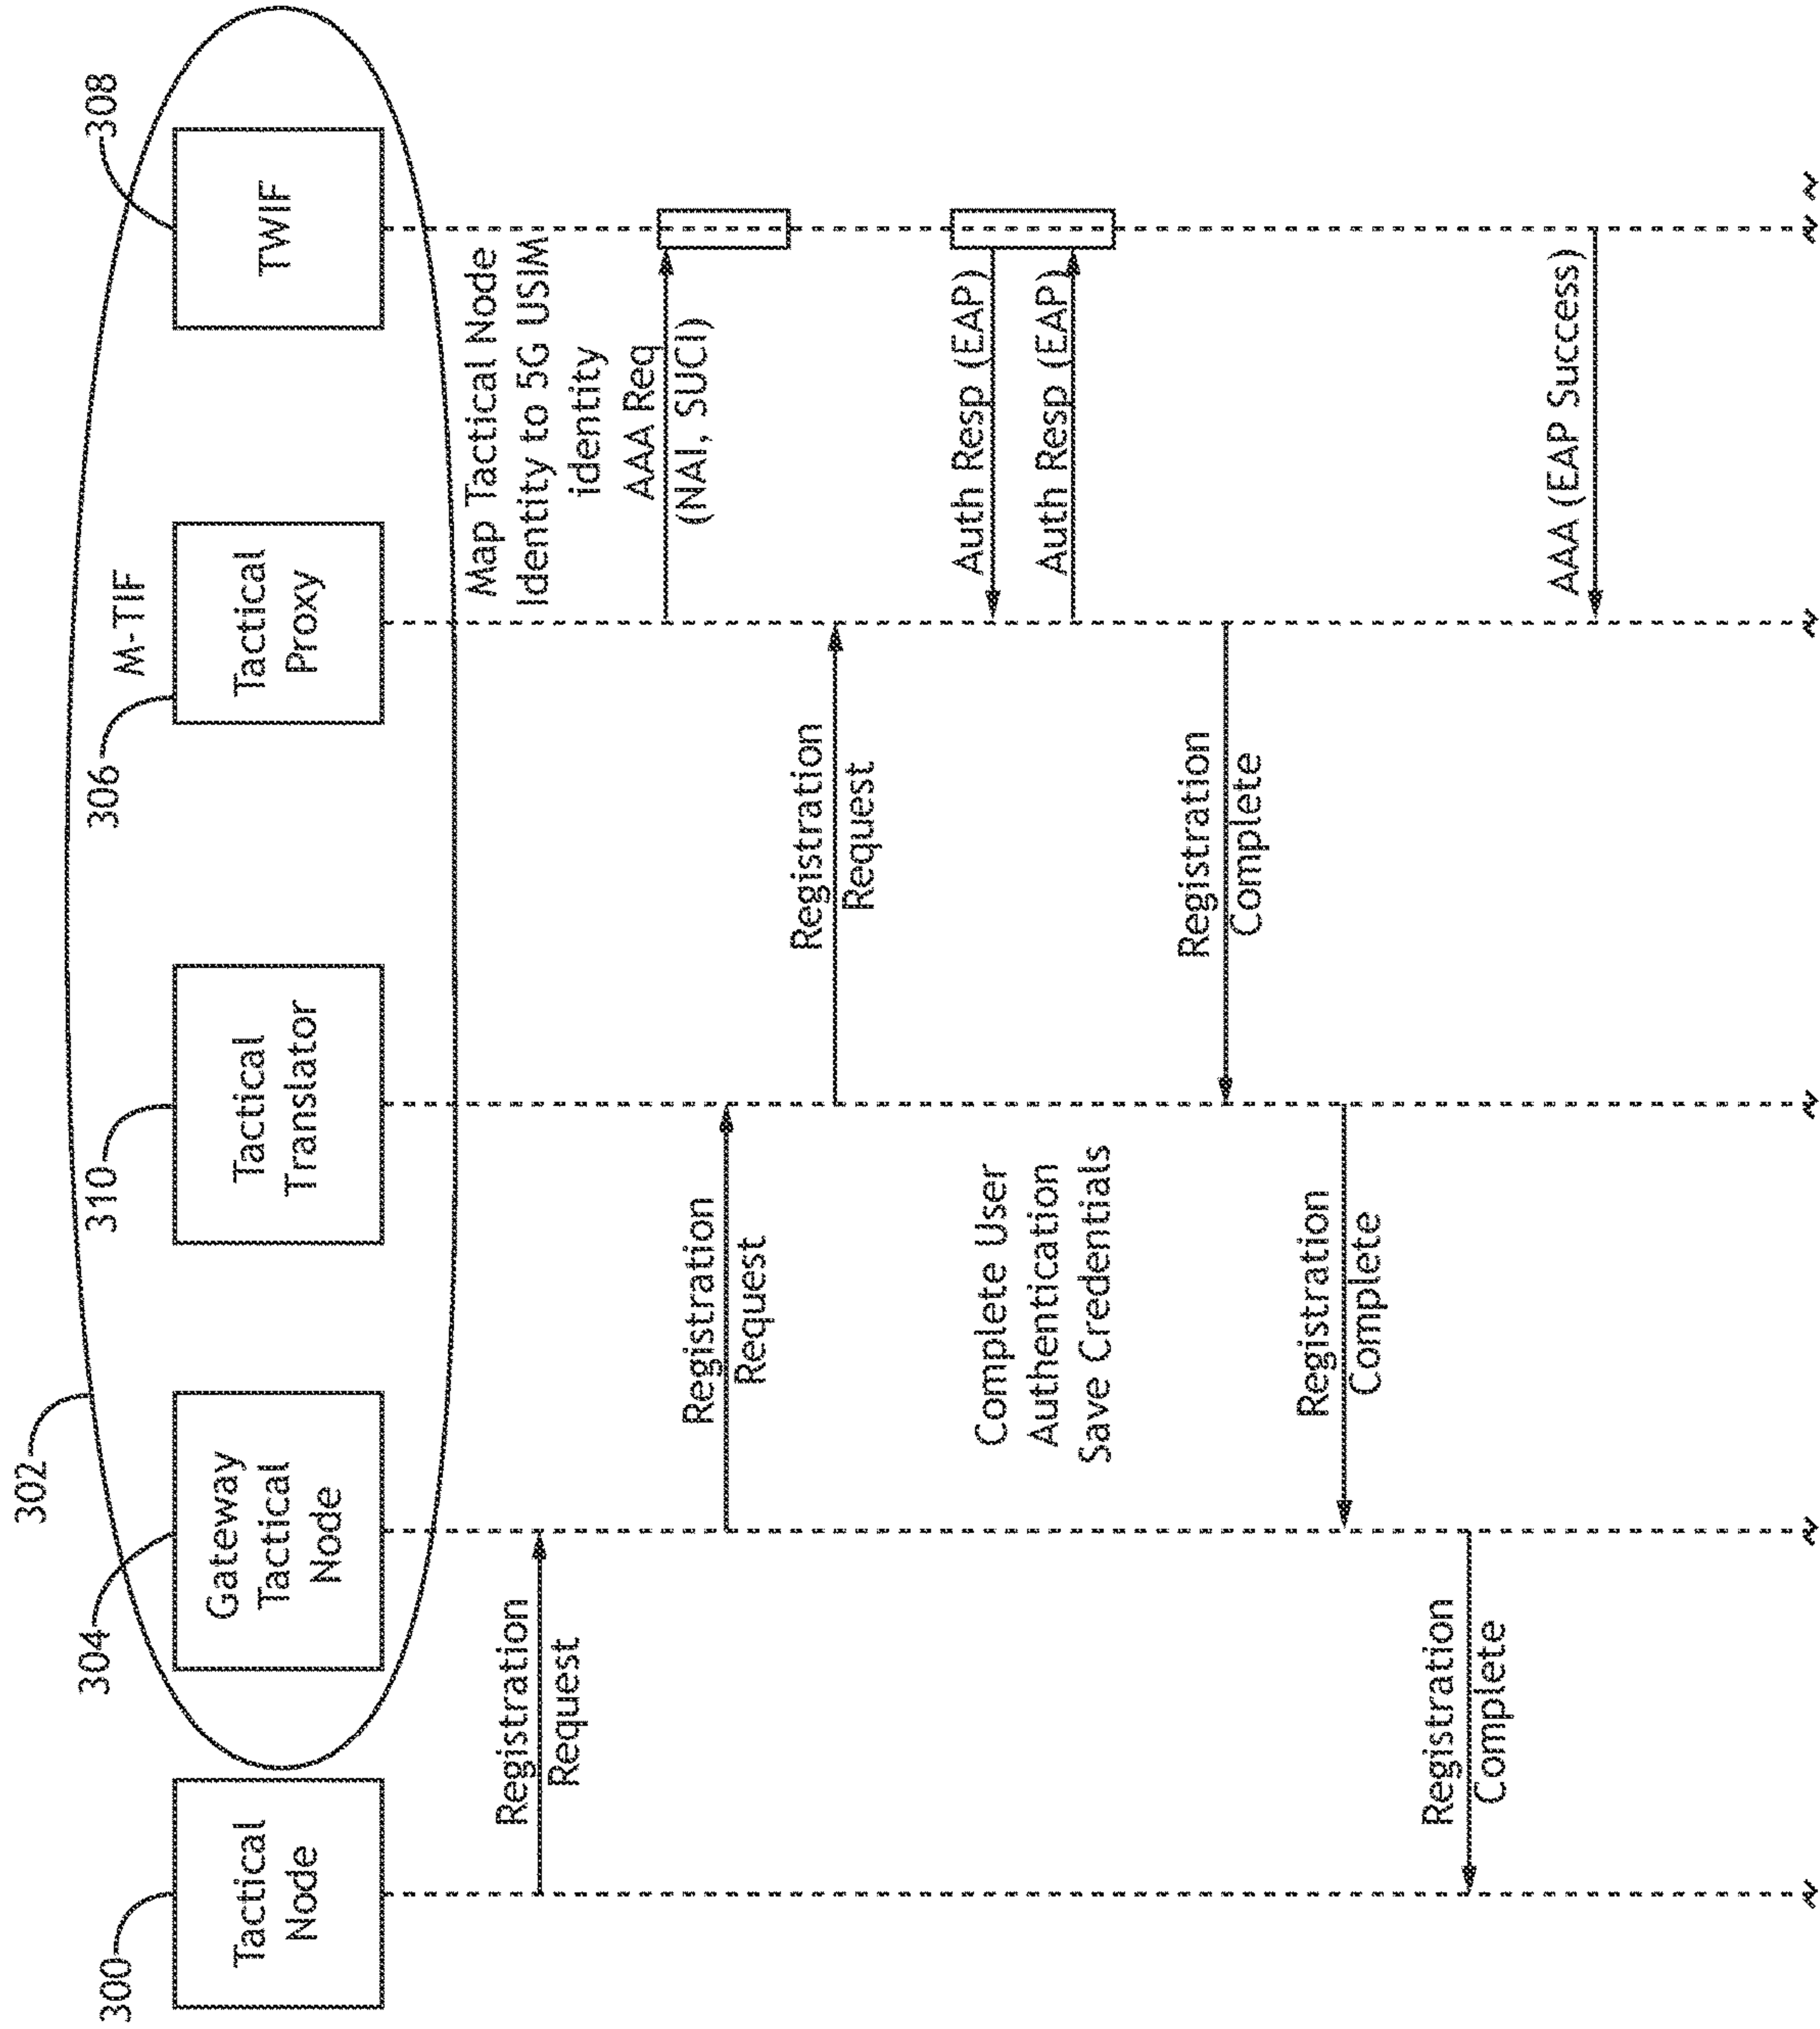 300
302
304
310
306
308
M-TIF
Tactical
Node
Gateway
Tactical
Node
Tactical
Translator
Tactical
Proxy
TWIF
Map Tactical Node
Identity to 5G USIM
identity
Registration
Request
AAA Req
(NAI, SUCI)
Registration
Request
Registration
Request
Auth Resp (EAP)
Complete User
Authentication
Save Credentials
Auth Resp (EAP)
Registration
Complete
Registration
Complete
Registration
Complete
AAA (EAP Success)